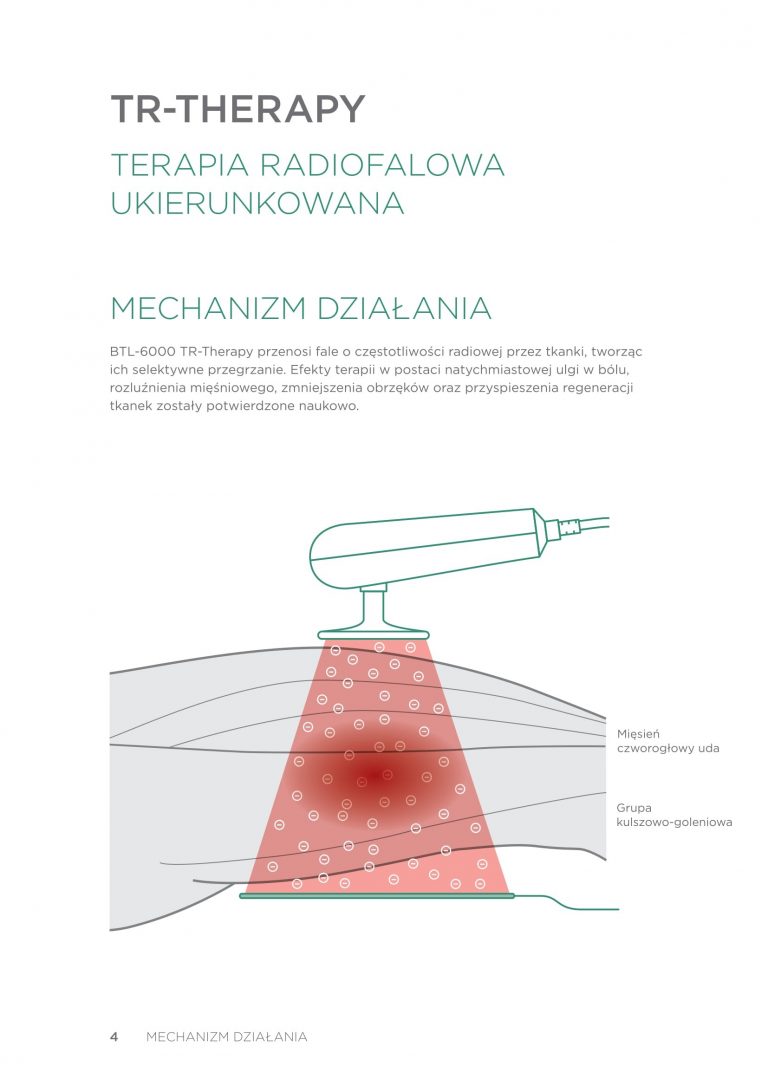 TR-THERAPY
TERAPIA RADIOFALOWA
UKIERUNKOWANA
MECHANIZM DZIAŁANIA
BTL-6000 TR-Therapy przenosi fale o częstotliwości radiowej przez tkanki, tworząc
ich selektywne przegrzanie. Efekty terapii w postaci natychmiastowej ulgi w bólu,
rozluźnienia mięśniowego, zmniejszenia obrzęków oraz przyspieszenia regeneracji
tkanek zostały potwierdzone naukowo.
Mięsień
czworogłowy uda
Grupa
kulszowo-goleniowa
4 MECHANIZM DZIAŁANIA